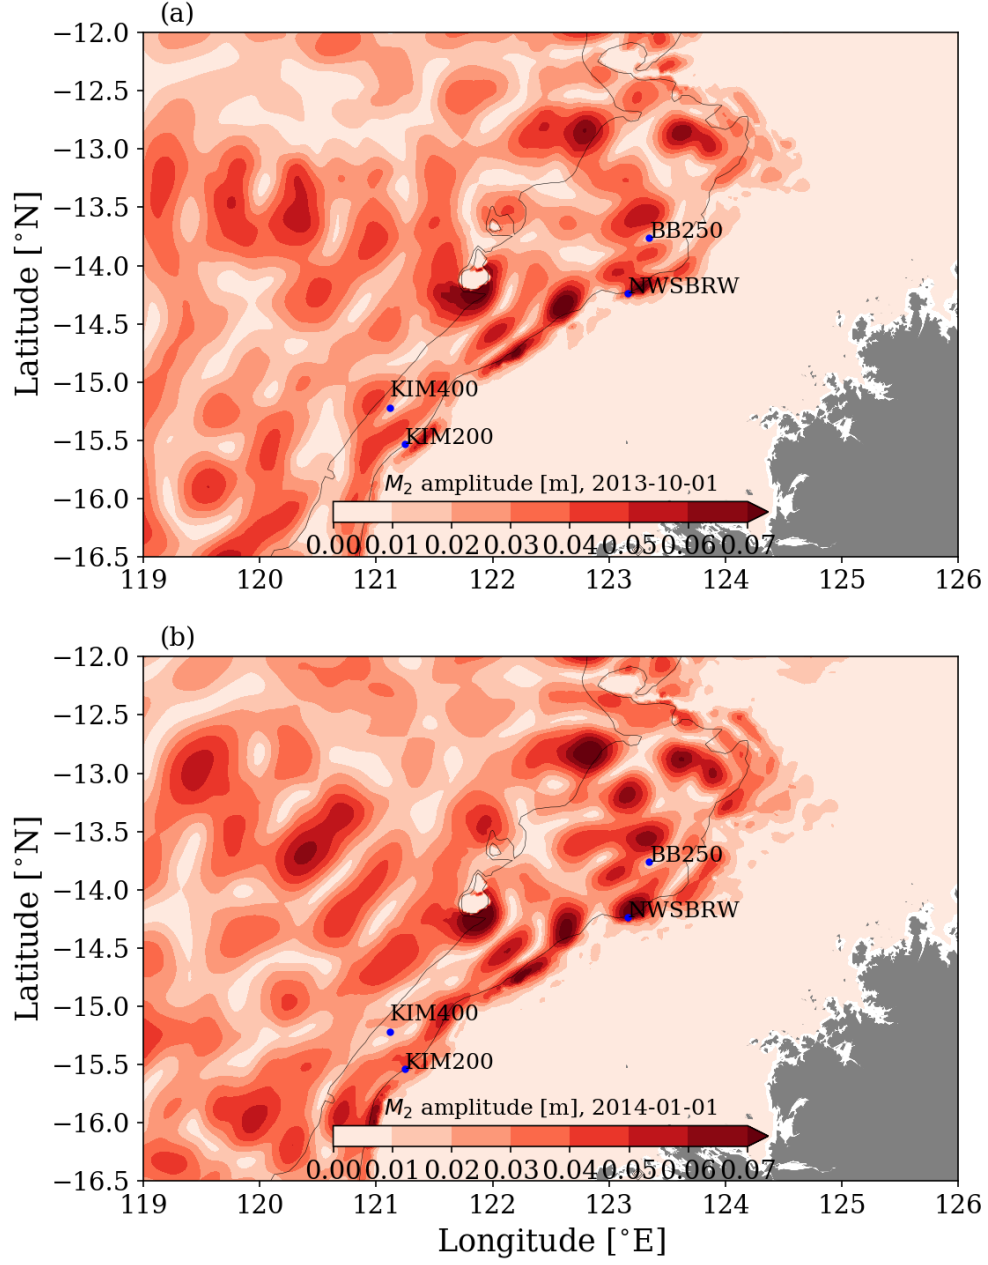 (a)
−12.0
−12.5
−13.0
−13.5
−14.0
−14.5
−15.0
−15.5
−16.0
−16.5
Latitude [°N]
BB250
NWSBRW
KIM400
KIM200
M2 amplitude [m], 2013-10-01
0.00 0.01 0.02 0.03 0.04 0.05 0.06 0.07
119 120 121 122 123 124 125 126
(b)
−12.0
−12.5
−13.0
−13.5
−14.0
−14.5
−15.0
−15.5
−16.0
−16.5
Latitude [°N]
BB250
NWSBRW
KIM400
KIM200
M2 amplitude [m], 2014-01-01
0.00 0.01 0.02 0.03 0.04 0.05 0.06 0.07
119 120 121 122 123 124 125 126
Longitude [°E]